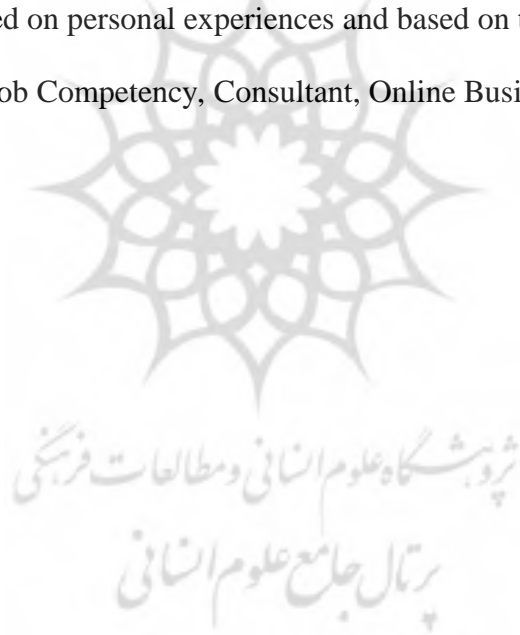 ed on personal experiences and based on t
ob Competency, Consultant, Online Busi
پژوهشگاه علوم انسانی و مطالعات فرهنگی
پرتال جامع علوم انسانی